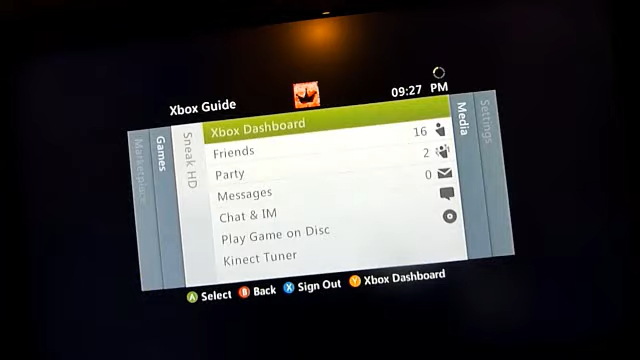 Xbox Guide
09:27 PM
Marketplace
Games
Sneak HD
Xbox Dashboard
Friends 16
Party 2
Messages 0
Chat & IM
Play Game on Disc
Kinect Tuner
Media
Settings
A Select B Back X Sign Out Y Xbox Dashboard